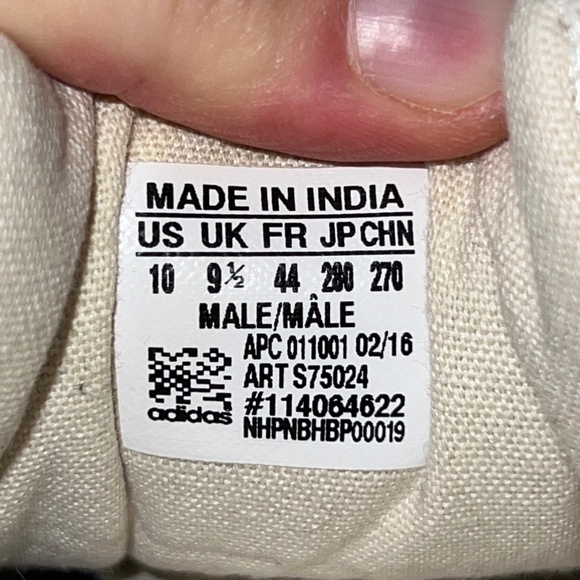 MADE IN INDIA
US UK FR JP CHN
10 9½ 44 280 270
MALE/MÂLE
APC 011001 02/16
ART S75024
#114064622
adidas
NHPNBHBP00019